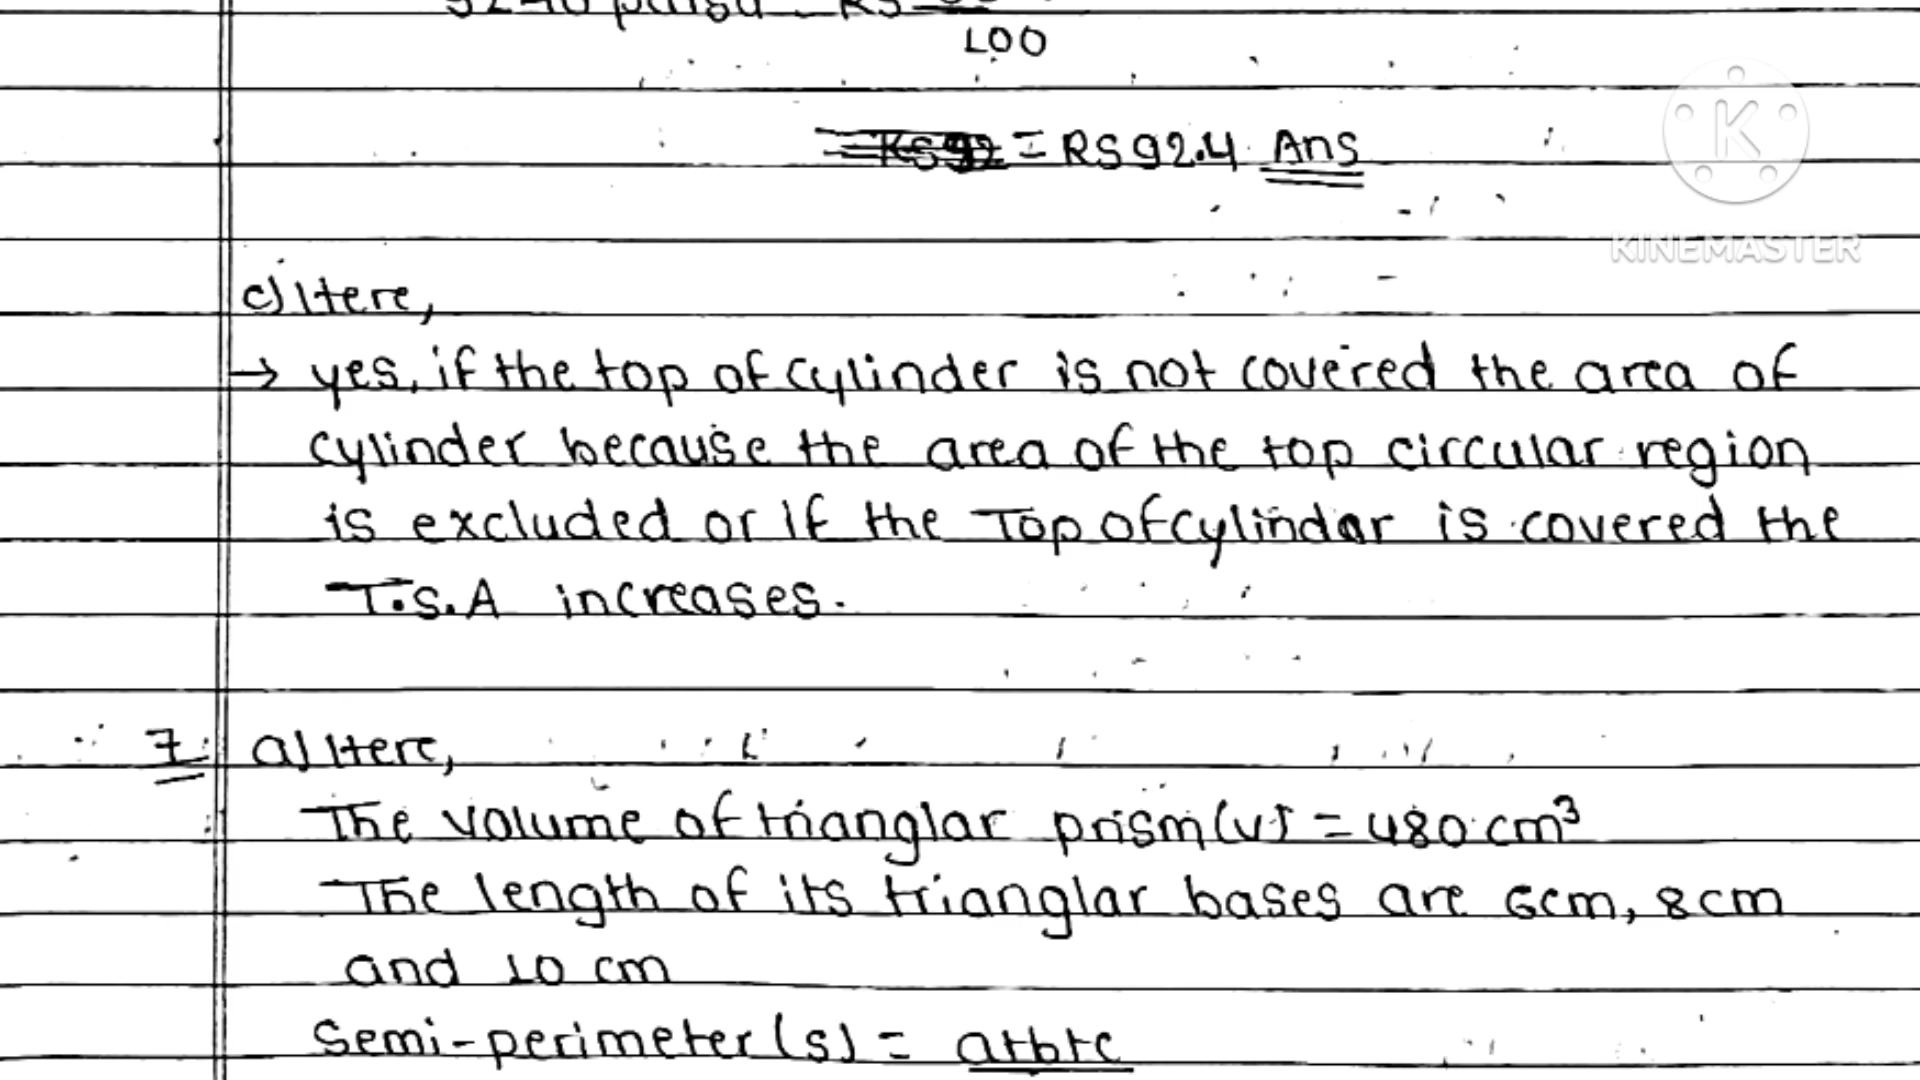 paisa = Rs
100
= RS 92.4 Ans
K
KINEMASTER
c) Here,
→ yes, if the top of cylinder is not covered the area of
cylinder because the area of the top circular region
is excluded or if the Top of cylindar is covered the
T.S.A increases.
7 a) Here,
The volume of trianglar prism (v) = 480 cm³
The length of its trianglar bases are 6cm, 8cm
and 10 cm
Semi-perimeter (s) = a+b+c